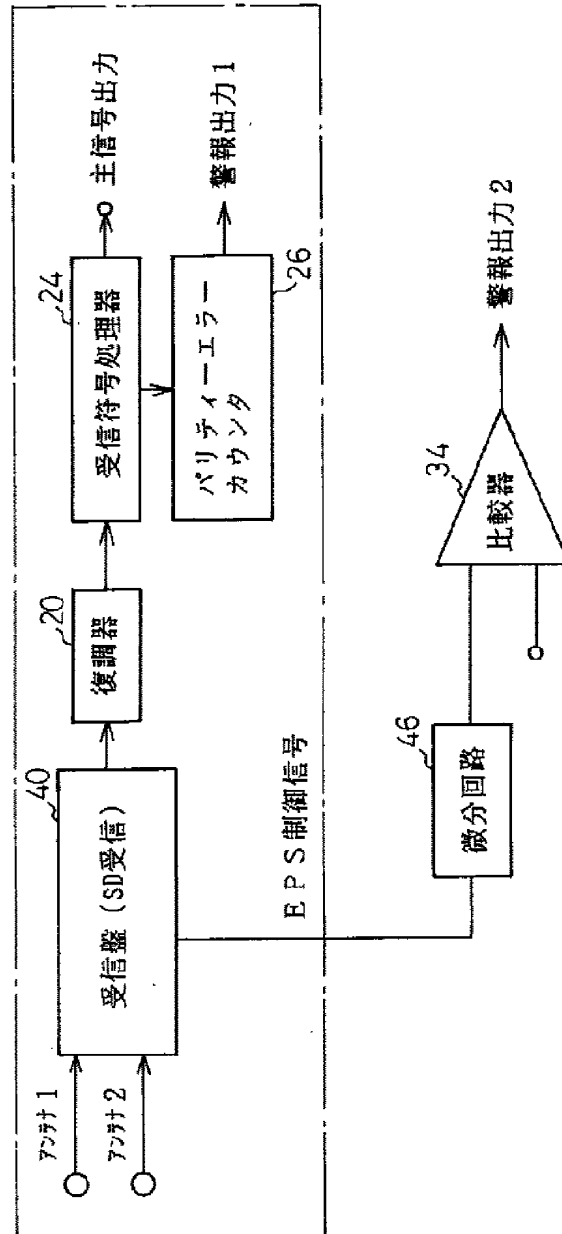 アンテナ1
アンテナ2
40
受信盤(SD受信)
20
復調器
24
受信符号処理器
主信号出力
パリティーエラー
カウンタ
26
警報出力1
EPS制御信号
46
微分回路
34
比較器
警報出力2